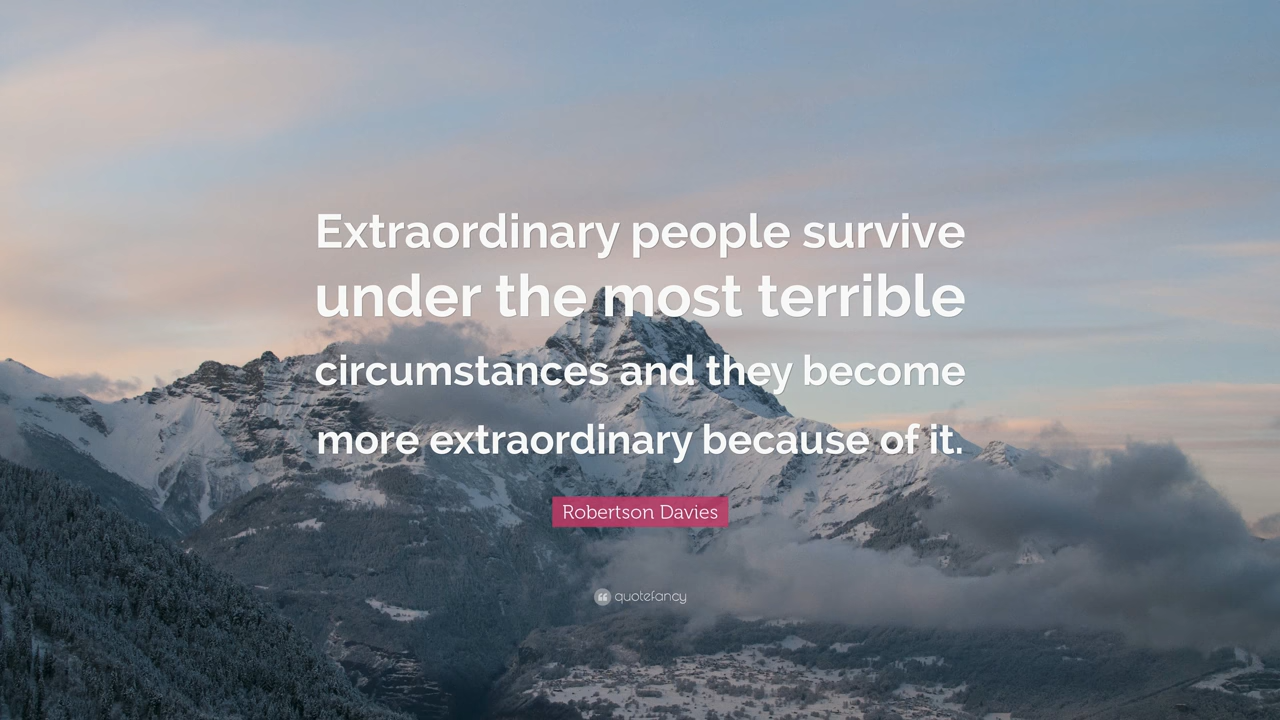 Extraordinary people survive
under the most terrible
circumstances and they become
more extraordinary because of it.
Robertson Davies
quotefancy